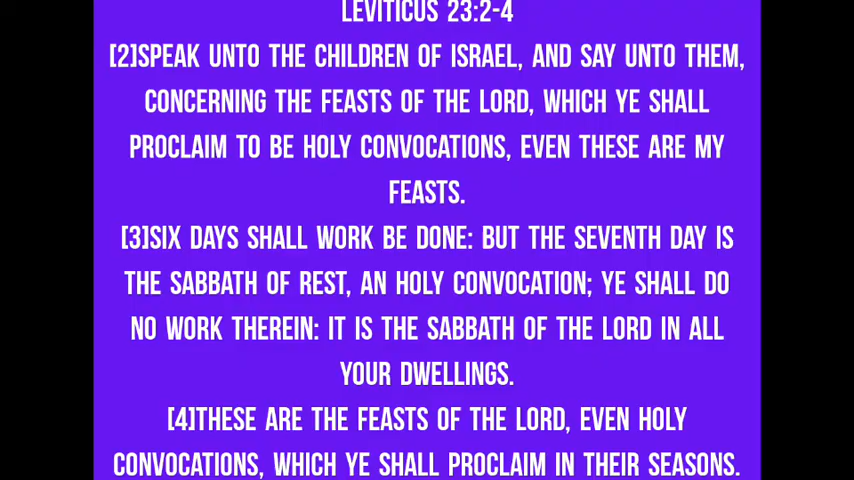 LEVITICUS 23:2-4
[2]SPEAK UNTO THE CHILDREN OF ISRAEL, AND SAY UNTO THEM,
CONCERNING THE FEASTS OF THE LORD, WHICH YE SHALL
PROCLAIM TO BE HOLY CONVOCATIONS, EVEN THESE ARE MY
FEASTS.
[3]SIX DAYS SHALL WORK BE DONE: BUT THE SEVENTH DAY IS
THE SABBATH OF REST, AN HOLY CONVOCATION; YE SHALL DO
NO WORK THEREIN: IT IS THE SABBATH OF THE LORD IN ALL
YOUR DWELLINGS.
[4]THESE ARE THE FEASTS OF THE LORD, EVEN HOLY
CONVOCATIONS, WHICH YE SHALL PROCLAIM IN THEIR SEASONS.